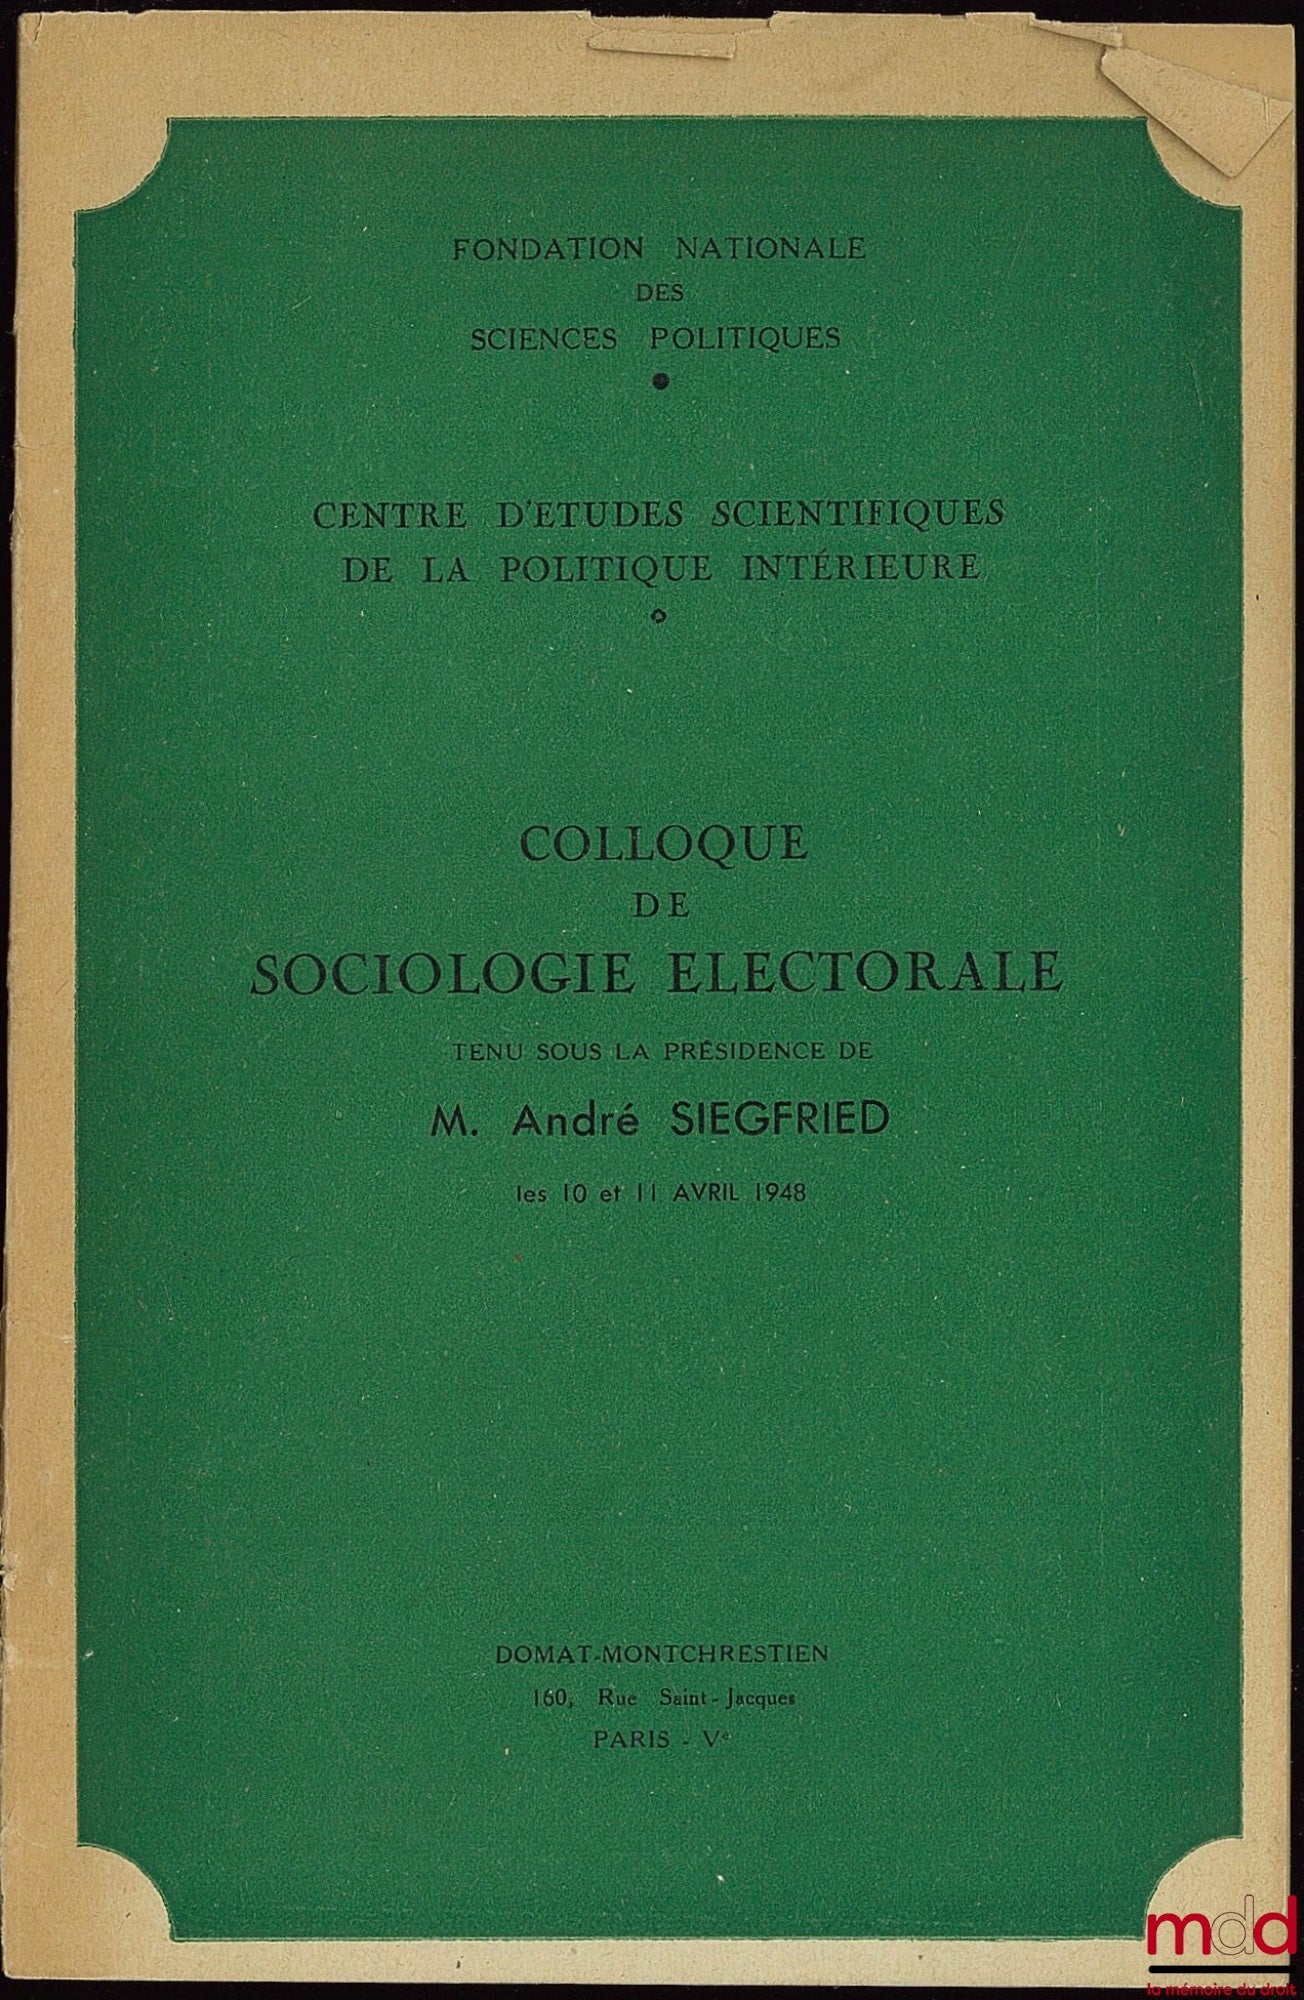 FONDATION NATIONALE
DES
SCIENCES POLITIQUES
CENTRE D'ETUDES SCIENTIFIQUES
DE LA POLITIQUE INTÉRIEURE
COLLOQUE
DE
SOCIOLOGIE ELECTORALE
TENU SOUS LA PRÉSIDENCE DE
M. André SIEGFRIED
les 10 et 11 AVRIL 1948
DOMAT-MONTCHRESTIEN
160, Rue Saint-Jacques
PARIS - Ve
mdd
la mémoire du droit